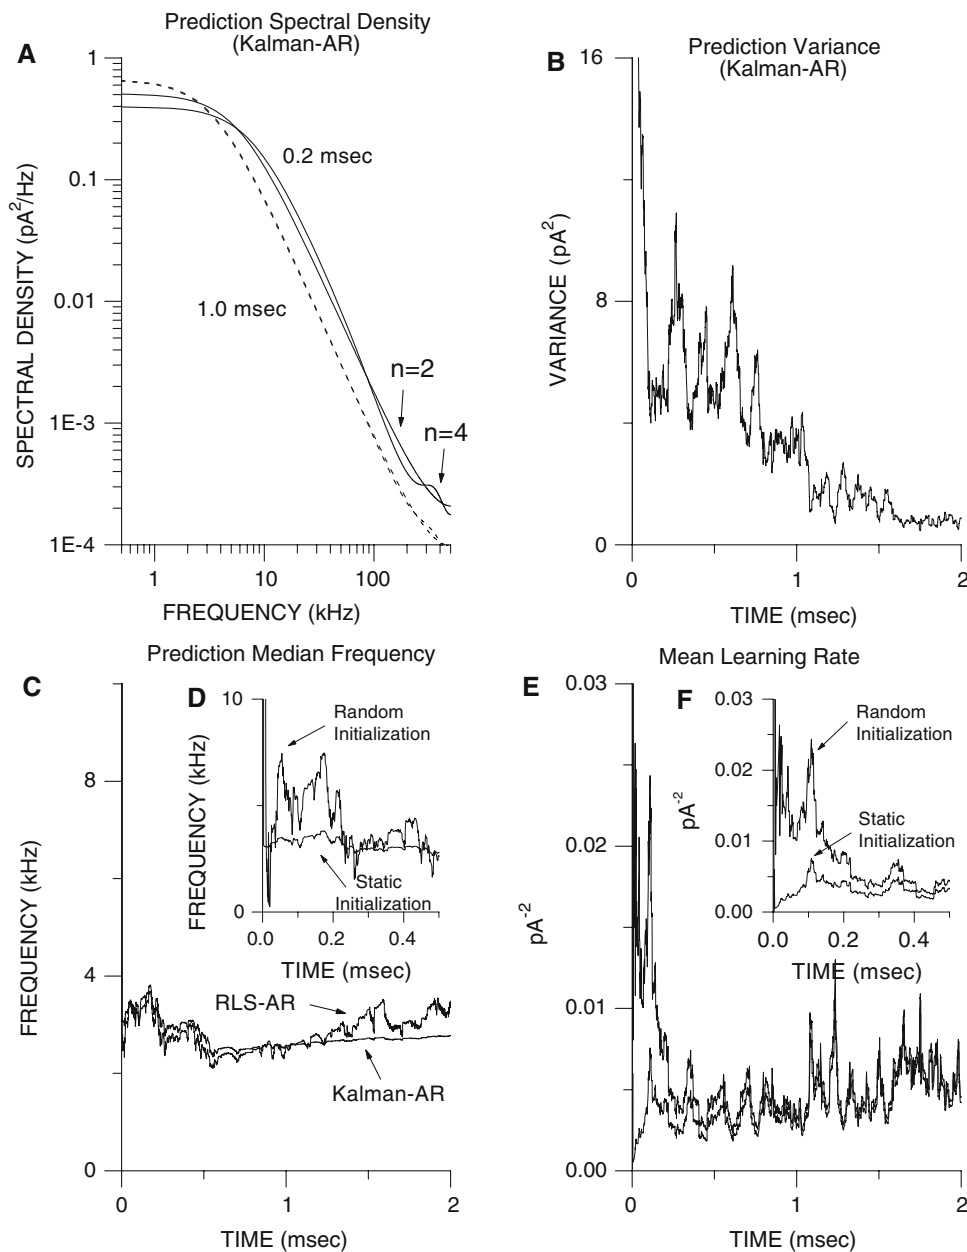 Prediction Spectral Density
(Kalman-AR)
A
1
0.1
0.01
1E-3
1E-4
SPECTRAL DENSITY (pA²/Hz)
0.2 msec
1.0 msec
n=2
n=4
1
10
100
FREQUENCY (kHz)
Prediction Variance
(Kalman-AR)
B
16
8
0
VARIANCE (pA²)
0
1
2
TIME (msec)
Prediction Median Frequency
C
8
4
0
FREQUENCY (kHz)
RLS-AR
Kalman-AR
0
1
2
TIME (msec)
D
10
0
FREQUENCY (kHz)
Random
Initialization
Static
Initialization
0.0
0.4
TIME (msec)
Mean Learning Rate
E
0.03
0.02
0.01
0.00
pA⁻²
0
1
2
TIME (msec)
F
0.03
0.02
0.01
0.00
pA⁻²
Random
Initialization
Static
Initialization
0.0
0.2
0.4
TIME (msec)